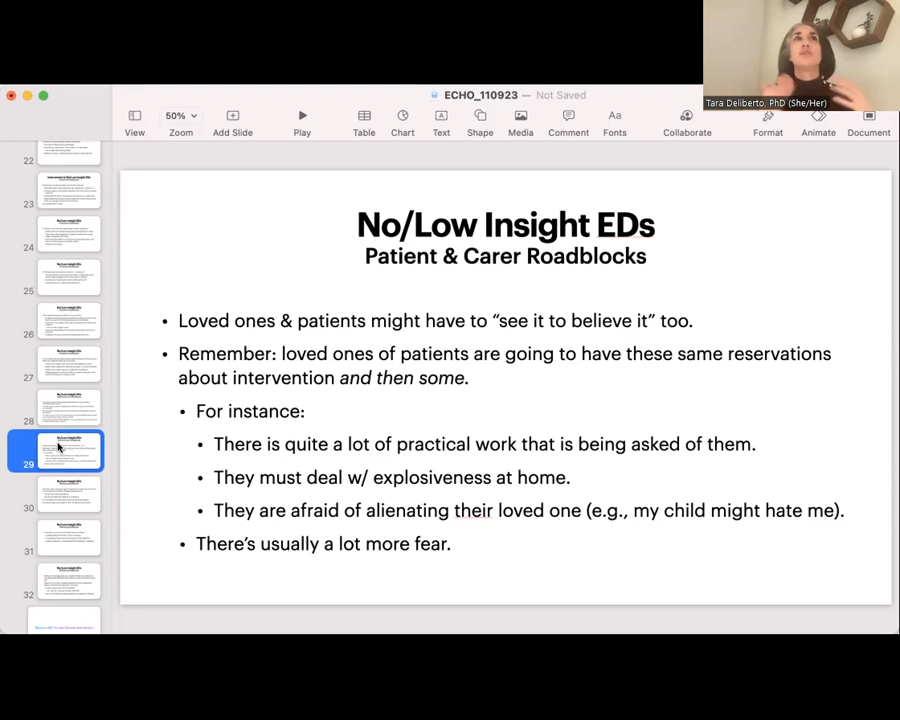 Tara Deliberto, PhD (She/Her)
ECHO_110923 — Not Saved
50%
View
Zoom
Add Slide
Play
Table
Chart
Text
Shape
Media
Comment
Fonts
Collaborate
Format
Animate
Document
22
23
24
25
26
27
28
29
30
31
32
No/Low Insight EDs
Patient & Carer Roadblocks
• Loved ones & patients might have to “see it to believe it” too.
• Remember: loved ones of patients are going to have these same reservations
about intervention and then some.
• For instance:
• There is quite a lot of practical work that is being asked of them.
• They must deal w/ explosiveness at home.
• They are afraid of alienating their loved one (e.g., my child might hate me).
• There’s usually a lot more fear.